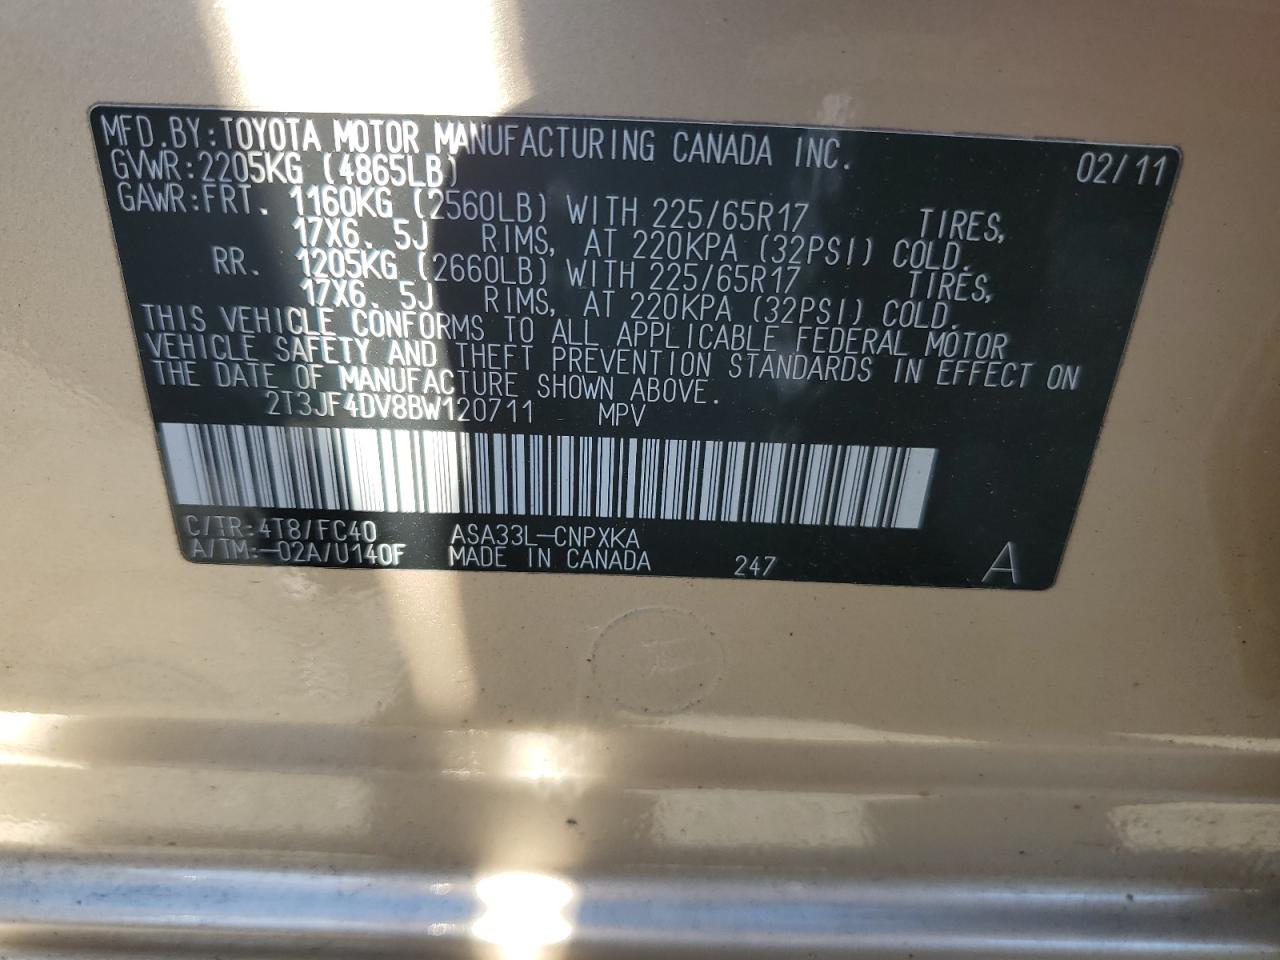 MFD.BY:TOYOTA MOTOR MANUFACTURING CANADA INC. 02/11
GVWR:2205KG (4865LB)
GAWR:FRT. 1160KG (2560LB) WITH 225/65R17 TIRES,
17X6.5J RIMS, AT 220KPA (32PSI) COLD.
RR. 1205KG (2660LB) WITH 225/65R17 TIRES,
17X6.5J RIMS, AT 220KPA (32PSI) COLD.
THIS VEHICLE CONFORMS TO ALL APPLICABLE FEDERAL MOTOR
VEHICLE SAFETY AND THEFT PREVENTION STANDARDS IN EFFECT ON
THE DATE OF MANUFACTURE SHOWN ABOVE.
2T3JF4DV8BW120711 MPV
C/TR:4T8/FC40 ASA33L-CNPXKA
A/TM:-02A/U140F MADE IN CANADA 247 A